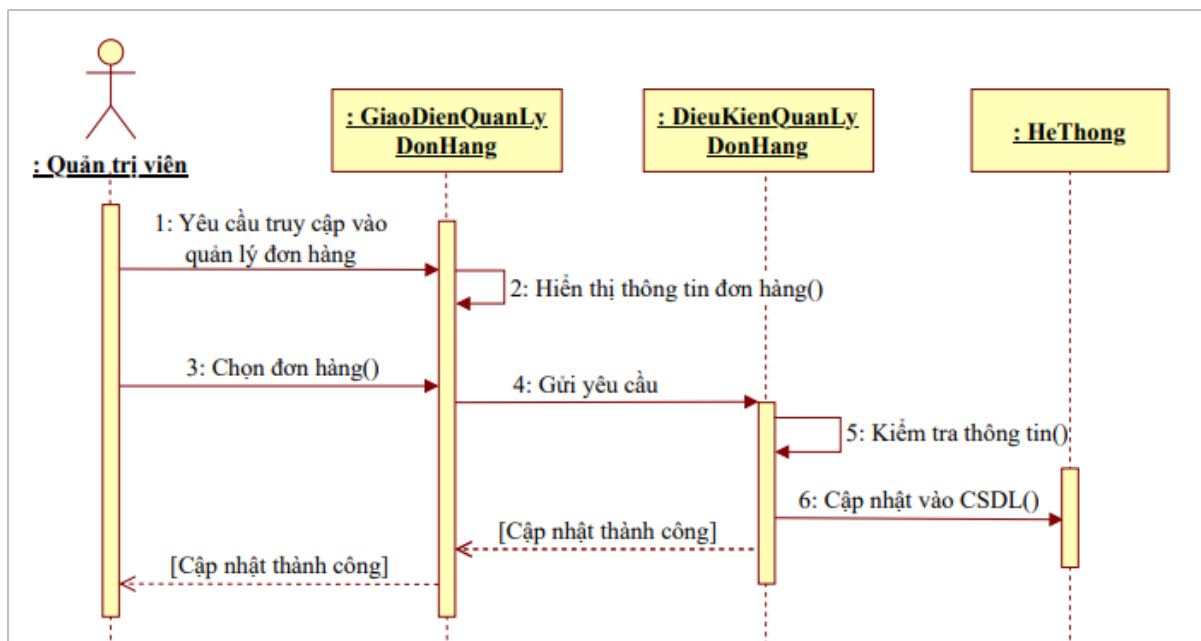 : Quản trị viên
: GiaoDienQuanLy
DonHang
: DieuKienQuanLy
DonHang
: HeThong
1: Yêu cầu truy cập vào
quản lý đơn hàng
2: Hiển thị thông tin đơn hàng()
3: Chọn đơn hàng()
4: Gửi yêu cầu
5: Kiểm tra thông tin()
6: Cập nhật vào CSDL()
[Cập nhật thành công]
[Cập nhật thành công]